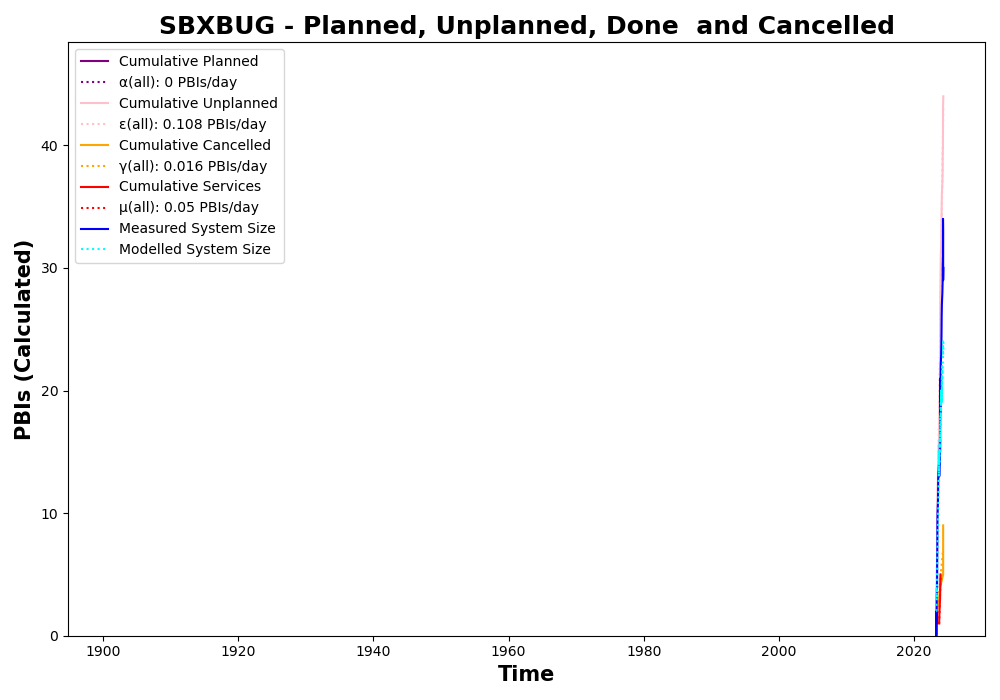 SBXBUG - Planned, Unplanned, Done  and Cancelled
Cumulative Planned
α(all): 0 PBIs/day
Cumulative Unplanned
ε(all): 0.108 PBIs/day
Cumulative Cancelled
γ(all): 0.016 PBIs/day
Cumulative Services
μ(all): 0.05 PBIs/day
Measured System Size
Modelled System Size
PBIs (Calculated)
40
30
20
10
0
1900 1920 1940 1960 1980 2000 2020
Time